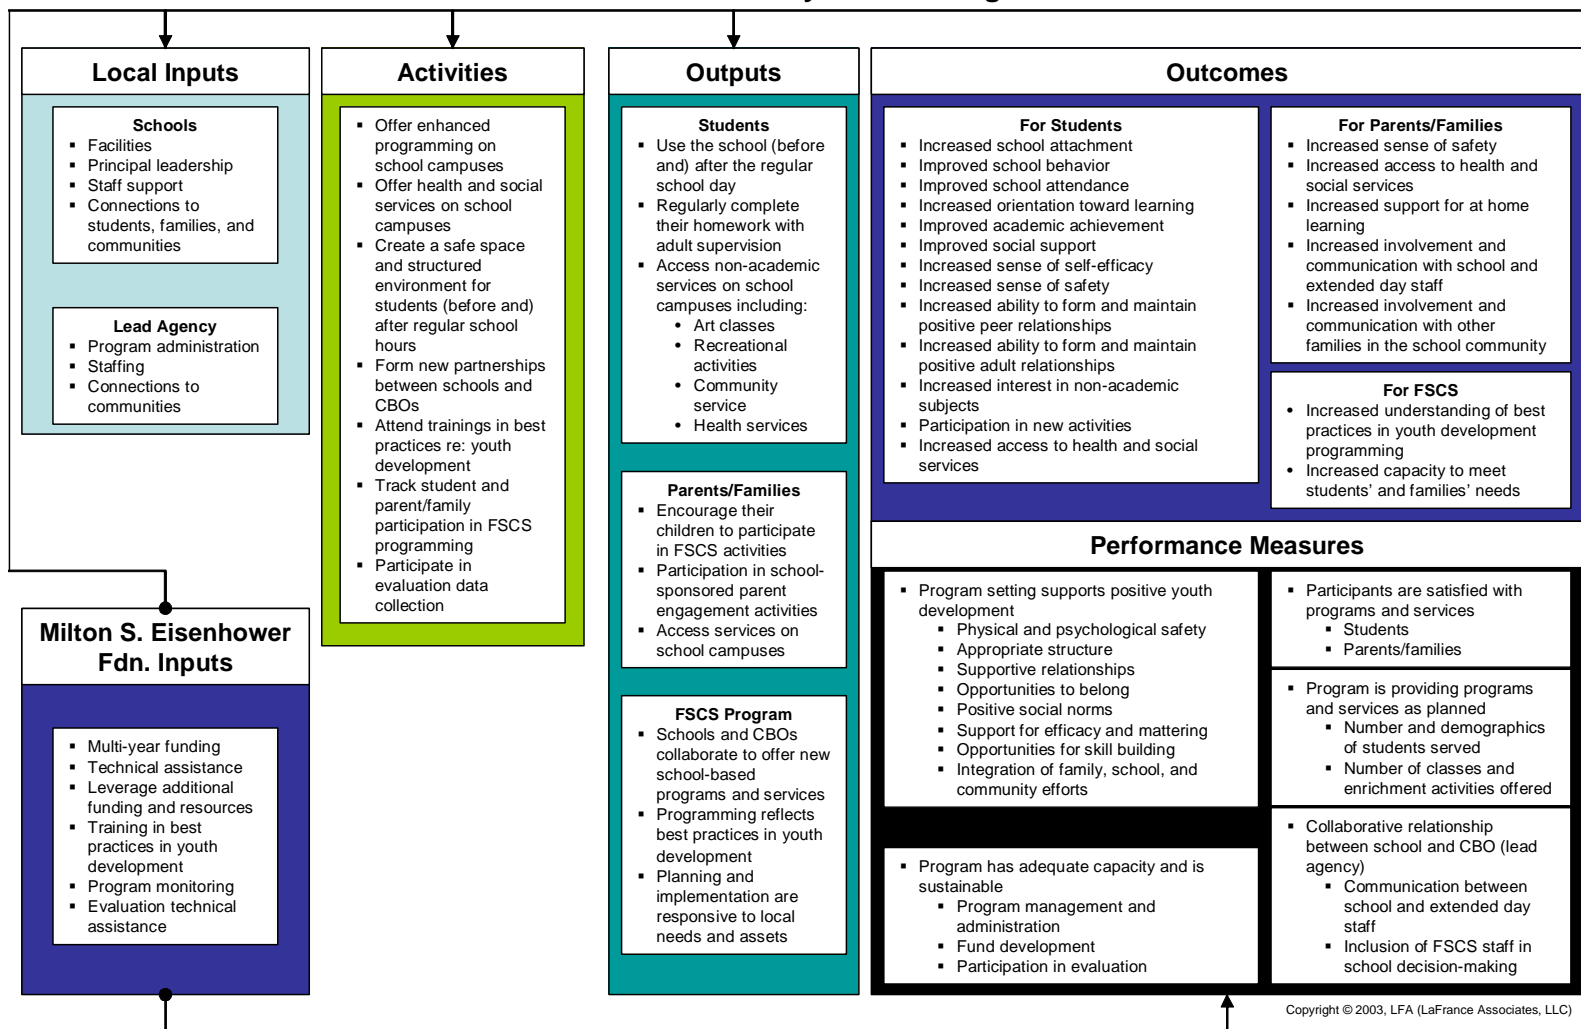 Local Inputs
Schools
▪ Facilities
▪ Principal leadership
▪ Staff support
▪ Connections to
students, families, and
communities
Lead Agency
▪ Program administration
▪ Staffing
▪ Connections to
communities
Milton S. Eisenhower
Fdn. Inputs
▪ Multi-year funding
▪ Technical assistance
▪ Leverage additional
funding and resources
▪ Training in best
practices in youth
development
▪ Program monitoring
▪ Evaluation technical
assistance
Activities
▪ Offer enhanced
programming on
school campuses
▪ Offer health and social
services on school
campuses
▪ Create a safe space
and structured
environment for
students (before and)
after regular school
hours
▪ Form new partnerships
between schools and
CBOs
▪ Attend trainings in best
practices re: youth
development
▪ Track student and
parent/family
participation in FSCS
programming
▪ Participate in
evaluation data
collection
Outputs
Students
▪ Use the school (before
and) after the regular
school day
▪ Regularly complete
their homework with
adult supervision
▪ Access non-academic
services on school
campuses including:
• Art classes
• Recreational
activities
• Community
service
• Health services
Parents/Families
▪ Encourage their
children to participate
in FSCS activities
▪ Participation in school-
sponsored parent
engagement activities
▪ Access services on
school campuses
FSCS Program
▪ Schools and CBOs
collaborate to offer new
school-based
programs and services
▪ Programming reflects
best practices in youth
development
▪ Planning and
implementation are
responsive to local
needs and assets
Outcomes
For Students
▪ Increased school attachment
▪ Improved school behavior
▪ Improved school attendance
▪ Increased orientation toward learning
▪ Improved academic achievement
▪ Improved social support
▪ Increased sense of self-efficacy
▪ Increased sense of safety
▪ Increased ability to form and maintain
positive peer relationships
▪ Increased ability to form and maintain
positive adult relationships
▪ Increased interest in non-academic
subjects
▪ Participation in new activities
▪ Increased access to health and social
services
For Parents/Families
▪ Increased sense of safety
▪ Increased access to health and
social services
▪ Increased support for at home
learning
▪ Increased involvement and
communication with school and
extended day staff
▪ Increased involvement and
communication with other
families in the school community
For FSCS
• Increased understanding of best
practices in youth development
programming
• Increased capacity to meet
students’ and families’ needs
Performance Measures
▪ Program setting supports positive youth
development
▪ Physical and psychological safety
▪ Appropriate structure
▪ Supportive relationships
▪ Opportunities to belong
▪ Positive social norms
▪ Support for efficacy and mattering
▪ Opportunities for skill building
▪ Integration of family, school, and
community efforts
▪ Program has adequate capacity and is
sustainable
▪ Program management and
administration
▪ Fund development
▪ Participation in evaluation
▪ Participants are satisfied with
programs and services
▪ Students
▪ Parents/families
▪ Program is providing programs
and services as planned
▪ Number and demographics
of students served
▪ Number of classes and
enrichment activities offered
▪ Collaborative relationship
between school and CBO (lead
agency)
▪ Communication between
school and extended day
staff
▪ Inclusion of FSCS staff in
school decision-making
Copyright © 2003, LFA (LaFrance Associates, LLC)